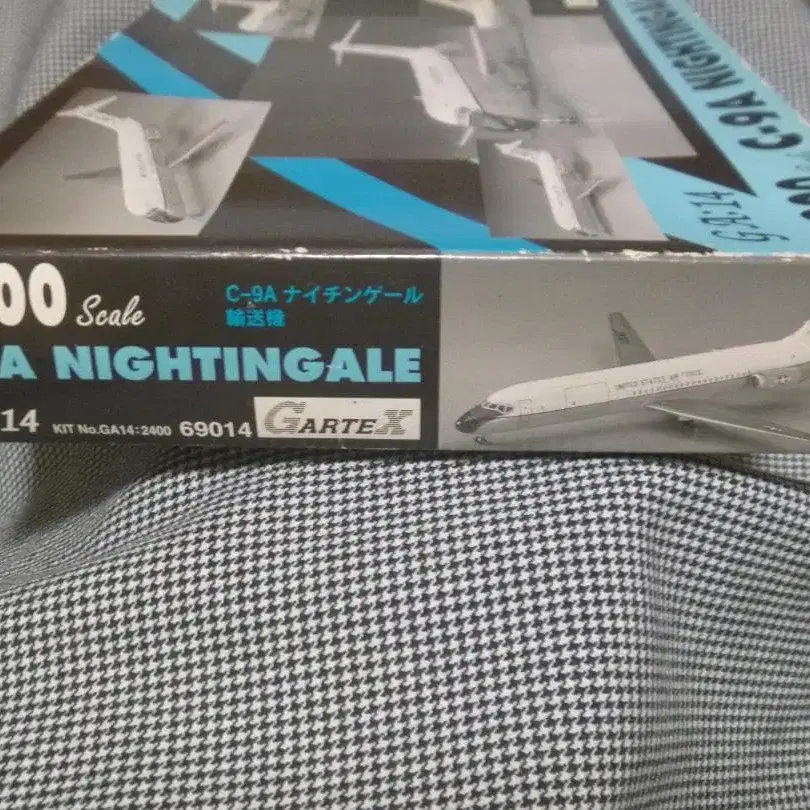 C-9A NIGHTINGALE
GA14
00 Scale
C-9A ナイチンゲール
輸送機
A NIGHTINGALE
14 KIT No.GA14:2400 69014 GARTEX
UNITED STATES AIR FORCE